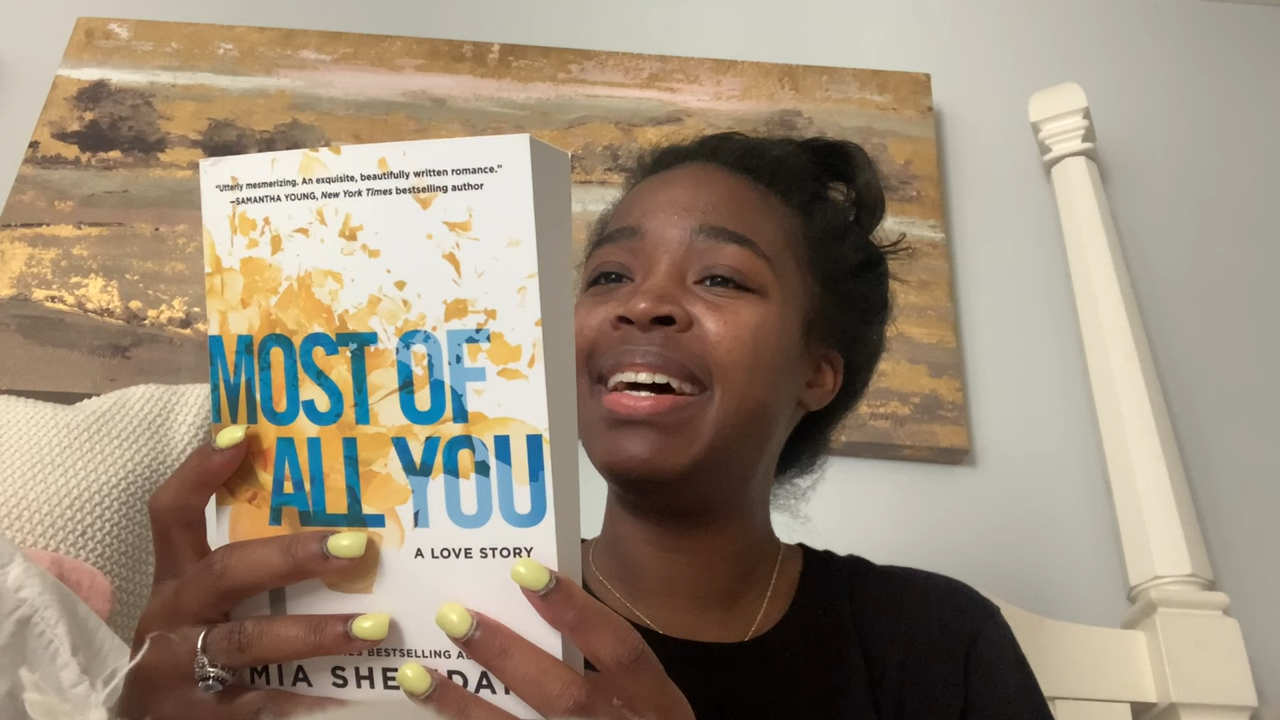 "Utterly mesmerizing. An exquisite, beautifully written romance."
—SAMANTHA YOUNG, New York Times bestselling author
MOST OF
ALL YOU
A LOVE STORY
BESTSELLING
MIA